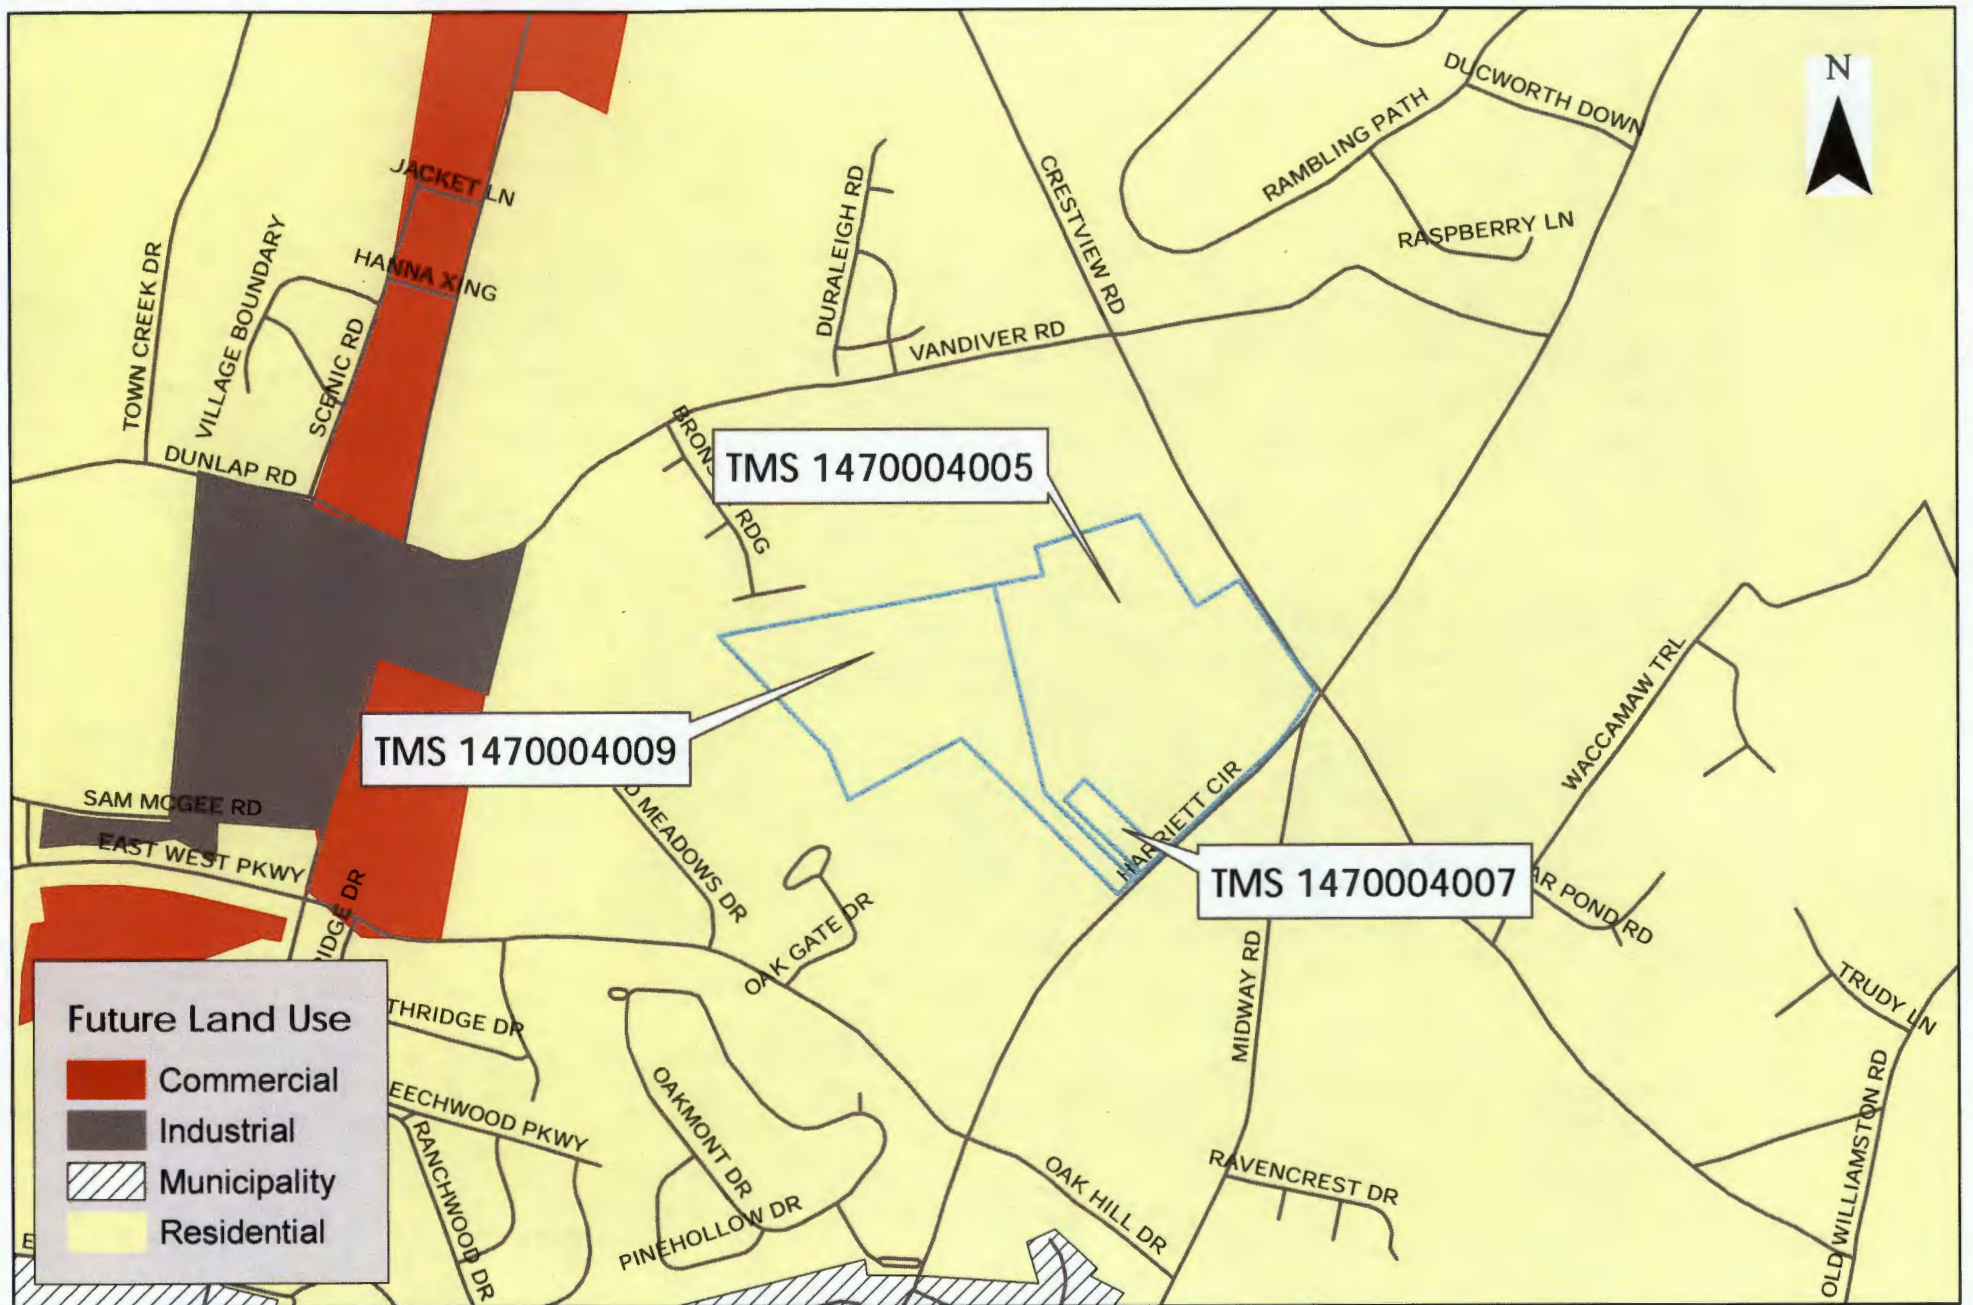 N
DUCWORTH DOWN
RAMBLING PATH
CRESTVIEW RD
RASPBERRY LN
JACKET LN
DURALEIGH RD
HANNA XING
VILLAGE BOUNDARY
TOWN CREEK DR
SCENIC RD
VANDIVER RD
DUNLAP RD
BRONS
RDG
TMS 1470004005
WACCAMAW TRL
TMS 1470004009
HARRIETT CIR
SAM MCGEE RD
EAST WEST PKWY
D MEADOWS DR
TMS 1470004007
AR POND RD
OAK GATE DR
RIDGE DR
MIDWAY RD
TRUDY LN
THRIDGE DR
OLD WILLIAMSTON RD
EECHWOOD PKWY
RANCHWOOD DR
OAKMONT DR
PINEHOLLOW DR
OAK HILL DR
RAVENCREST DR
E
Future Land Use
Commercial
Industrial
Municipality
Residential